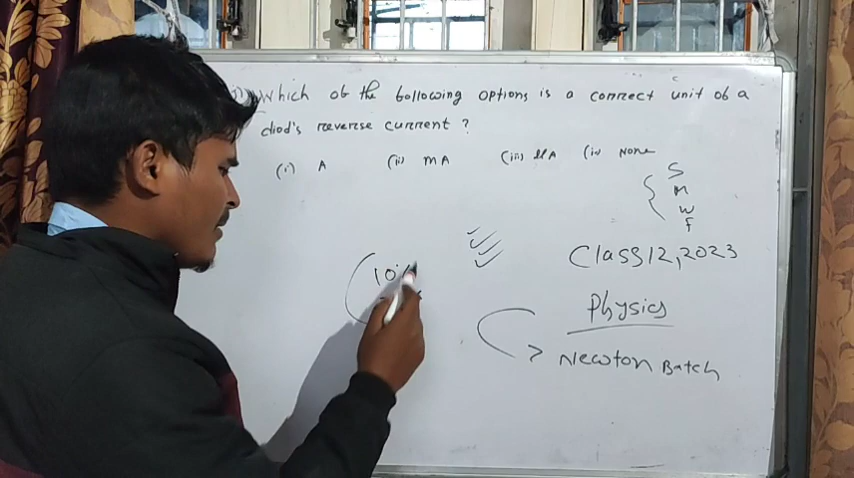 Which of the following options is a correct unit of a
diod's reverse current ?
(i) A (ii) mA (iii) μA (iv None
S
M
W
F
Class 12, 2023
Physics
Newton Batch